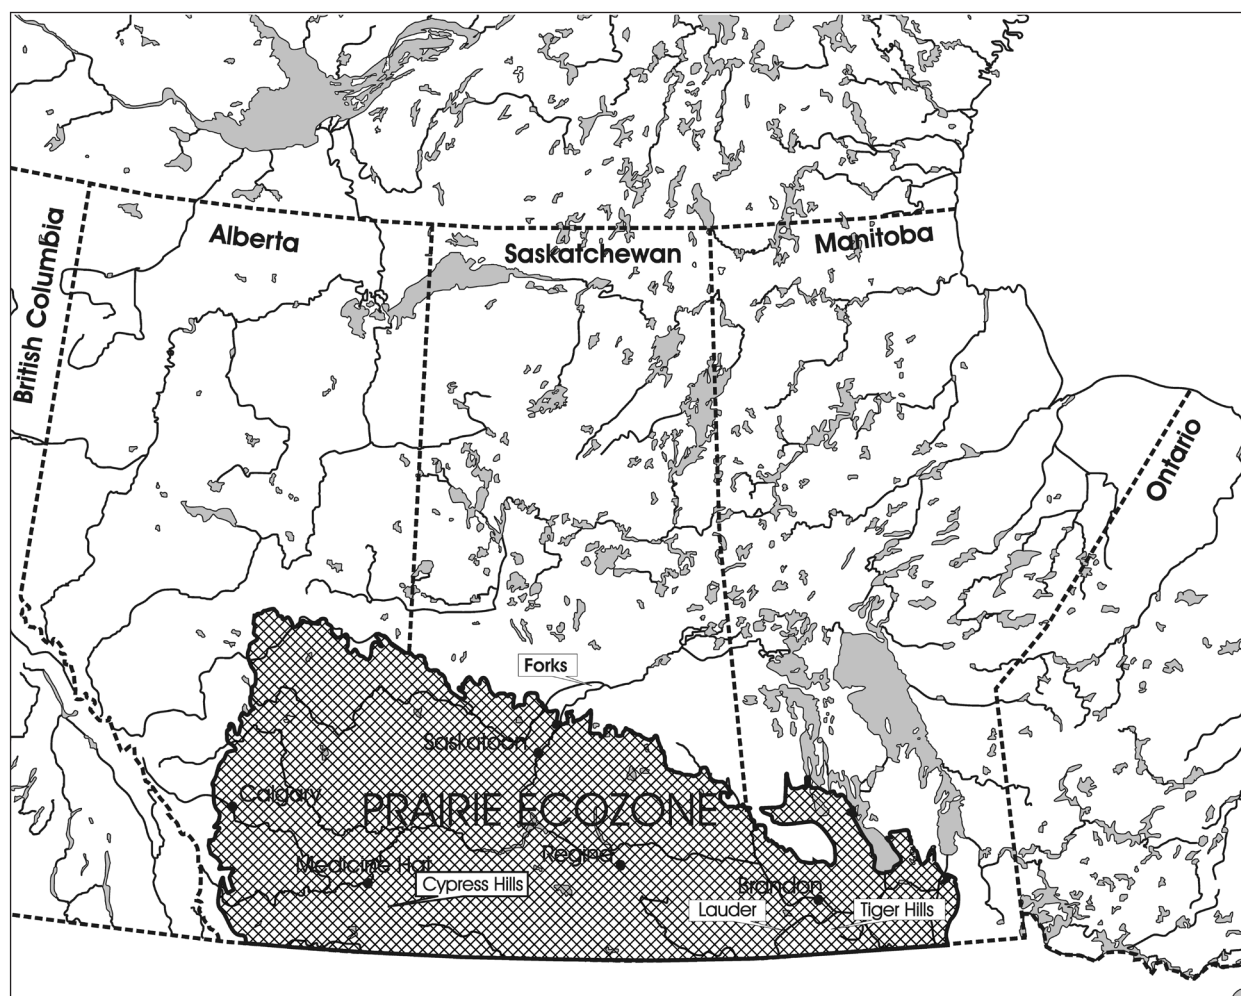 British Columbia
Alberta
Saskatchewan
Manitoba
Ontario
Forks
Saskatoon
Calgary
PRAIRIE ECOZONE
Medicine Hat
Regina
Cypress Hills
Brandon
Lauder
Tiger Hills